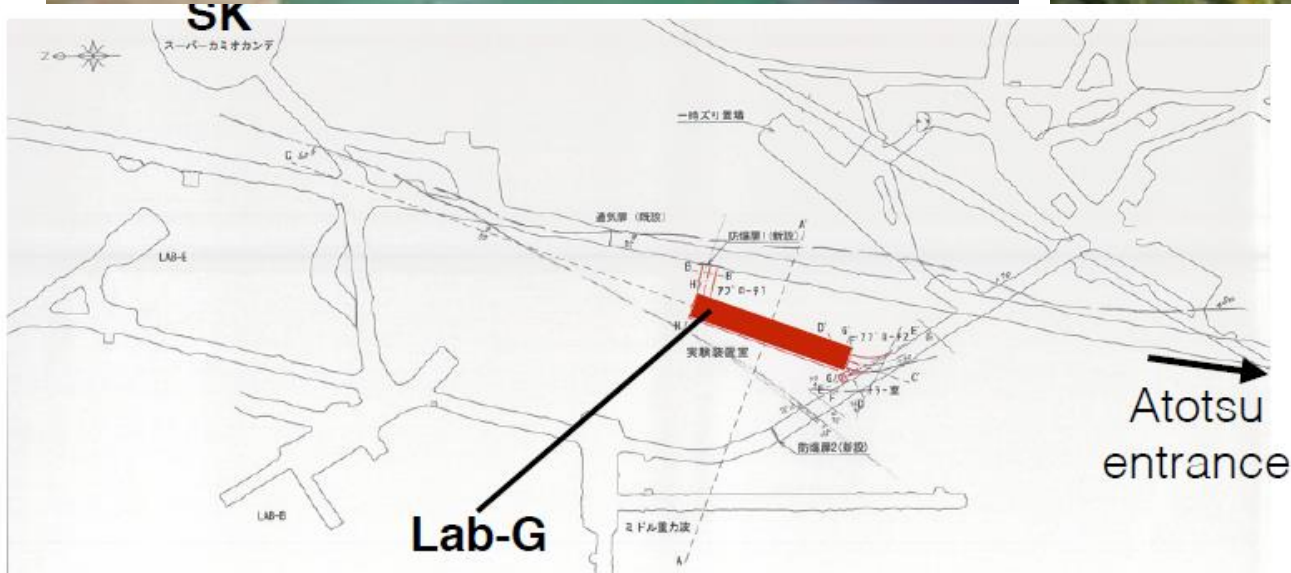 SK
スーパーカミオカンデ
一時ズリ置場
通気扉(既設)
A'
防爆扉1(新設)
LAB-E
B
B'
H
アプローチ1
D'
G'
E'
アプローチ2
実験装置室
C'
Atotsu
entrance
防爆扉2(新設)
LAB-B
Lab-G
ミドル重力波
A